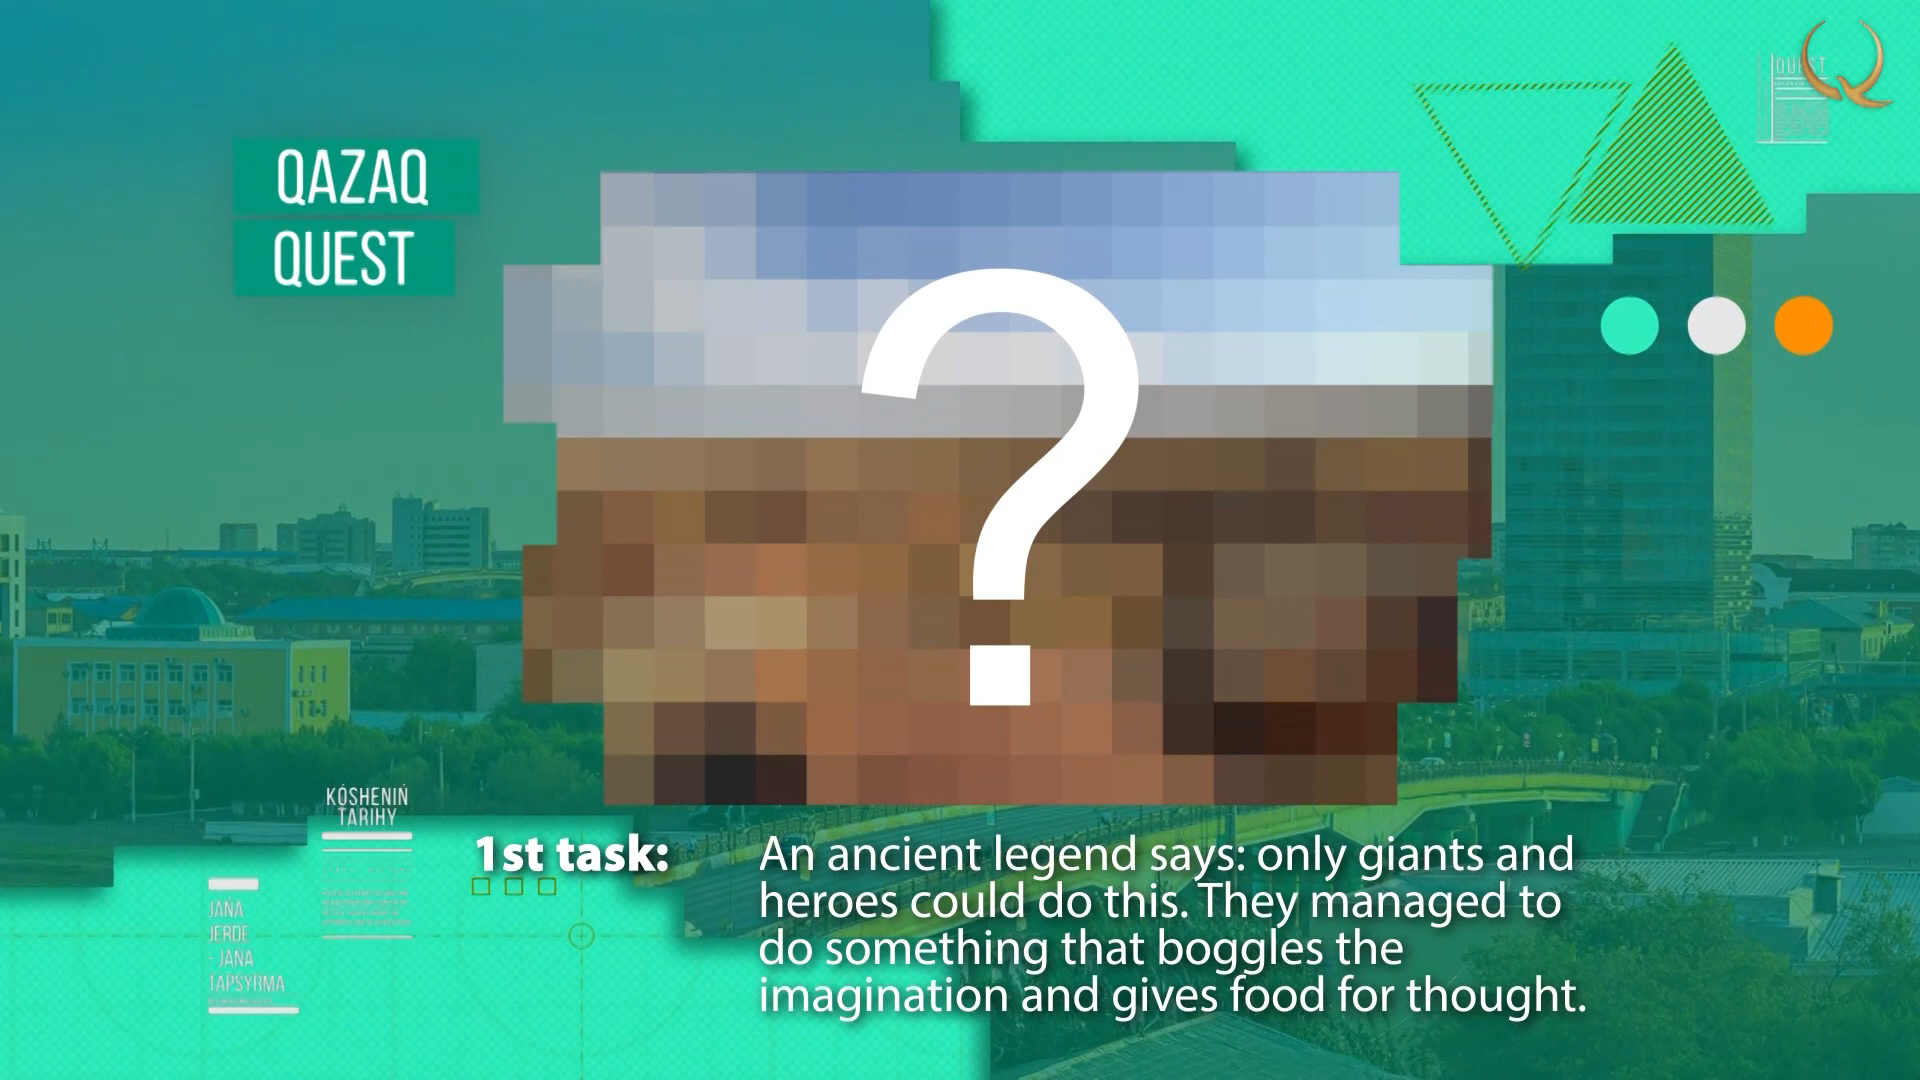 QAZAQ
QUEST
QUEST
?
KÓSHENIŃ
TARIHY
JAŃA
JERDE
- JAŃA
TAPSYRMA
1st task:
An ancient legend says: only giants and
heroes could do this. They managed to
do something that boggles the
imagination and gives food for thought.